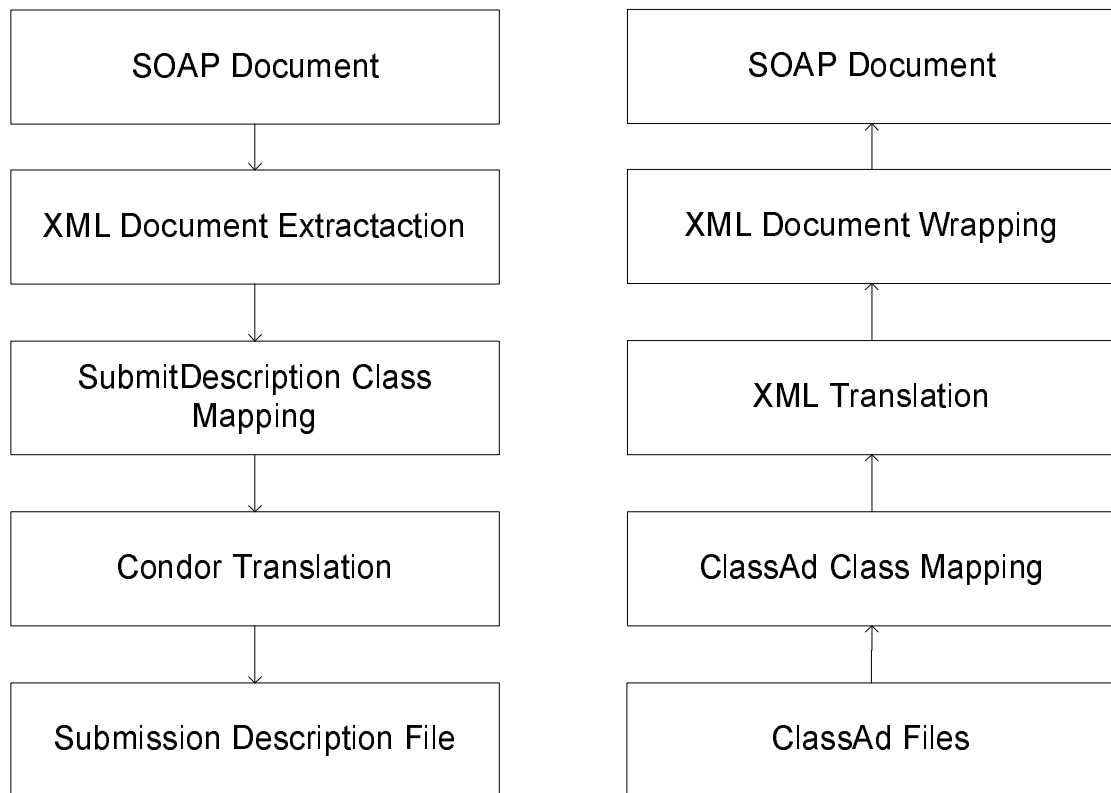 SOAP Document
XML Document Extractaction
SubmitDescription Class
Mapping
Condor Translation
Submission Description File
SOAP Document
XML Document Wrapping
XML Translation
ClassAd Class Mapping
ClassAd Files